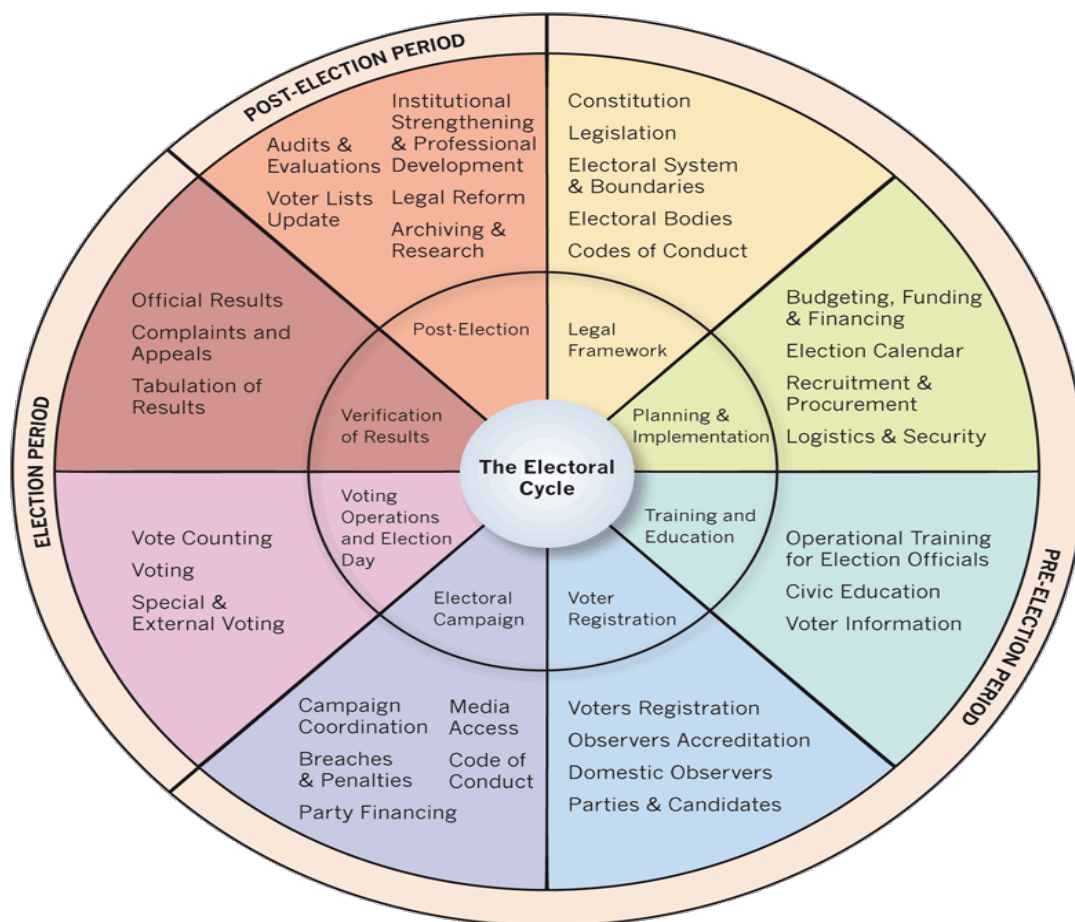 POST-ELECTION PERIOD
ELECTION PERIOD
PRE-ELECTION PERIOD
The Electoral
Cycle
Legal
Framework
Constitution
Legislation
Electoral System
& Boundaries
Electoral Bodies
Codes of Conduct
Planning &
Implementation
Budgeting, Funding
& Financing
Election Calendar
Recruitment &
Procurement
Logistics & Security
Training and
Education
Operational Training
for Election Officials
Civic Education
Voter Information
Voter
Registration
Voters Registration
Observers Accreditation
Domestic Observers
Parties & Candidates
Electoral
Campaign
Campaign
Coordination
Breaches
& Penalties
Party Financing
Media
Access
Code of
Conduct
Voting
Operations
and Election
Day
Vote Counting
Voting
Special &
External Voting
Verification
of Results
Official Results
Complaints and
Appeals
Tabulation of
Results
Post-Election
Audits &
Evaluations
Voter Lists
Update
Institutional
Strengthening
& Professional
Development
Legal Reform
Archiving &
Research